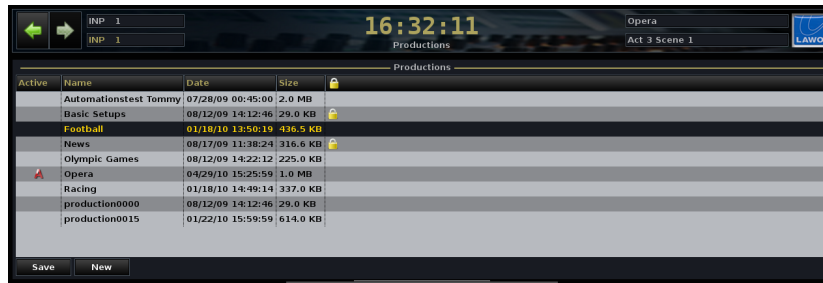 INP 1
INP 1
16:32:11
Productions
Opera
Act 3 Scene 1
LAWO
Productions
Active Name Date Size
Automationstest Tommy 07/28/09 00:45:00 2.0 MB
Basic Setups 08/12/09 14:12:46 29.0 KB
Football 01/18/10 13:50:19 436.5 KB
News 08/17/09 11:38:24 316.6 KB
Olympic Games 08/12/09 14:22:12 225.0 KB
Opera 04/29/10 15:25:59 1.0 MB
Racing 01/18/10 14:49:14 337.0 KB
production0000 08/12/09 14:12:46 29.0 KB
production0015 01/22/10 15:59:59 614.0 KB
Save New